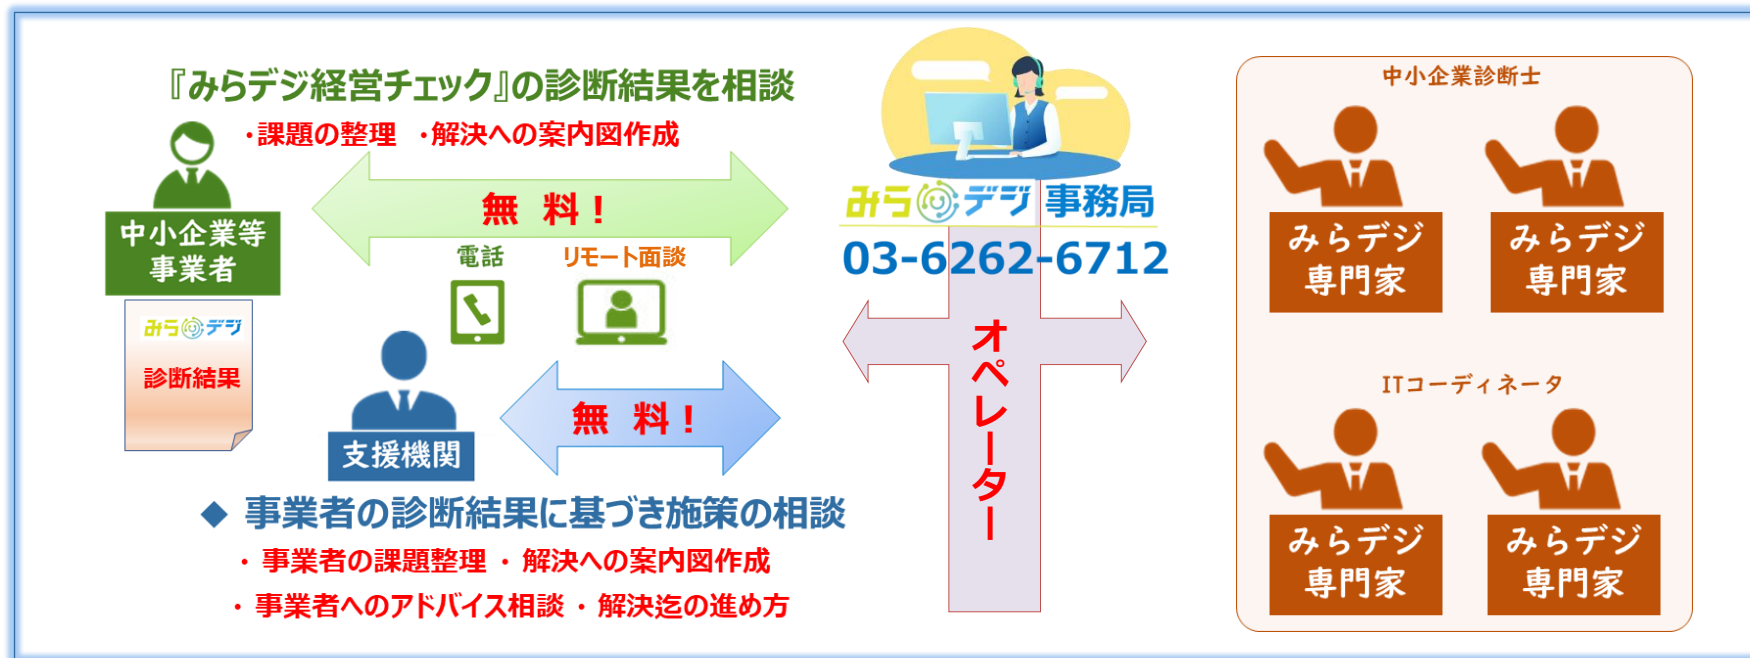 『みらデジ経営チェック』の診断結果を相談
・課題の整理 ・解決への案内図作成
無 料！
中小企業等
事業者
電話
リモート面談
みらデジ
診断結果
支援機関
無 料！
◆ 事業者の診断結果に基づき施策の相談
・ 事業者の課題整理 ・ 解決への案内図作成
・ 事業者へのアドバイス相談 ・ 解決迄の進め方
みらデジ 事務局
03-6262-6712
オペレーター
中小企業診断士
みらデジ
専門家
みらデジ
専門家
ITコーディネータ
みらデジ
専門家
みらデジ
専門家